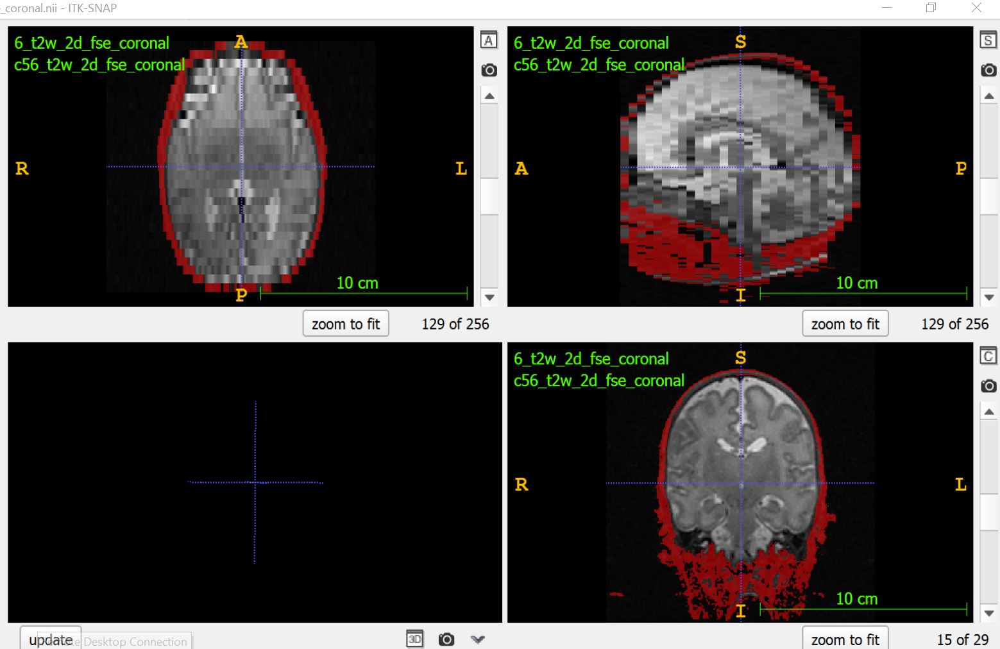 _coronal.nii - ITK-SNAP
6_t2w_2d_fse_coronal
c56_t2w_2d_fse_coronal
A
R
L
P
10 cm
A
zoom to fit
129 of 256
6_t2w_2d_fse_coronal
c56_t2w_2d_fse_coronal
S
A
P
I
10 cm
S
zoom to fit
129 of 256
update
Desktop Connection
3D
6_t2w_2d_fse_coronal
c56_t2w_2d_fse_coronal
S
R
L
I
10 cm
C
zoom to fit
15 of 29